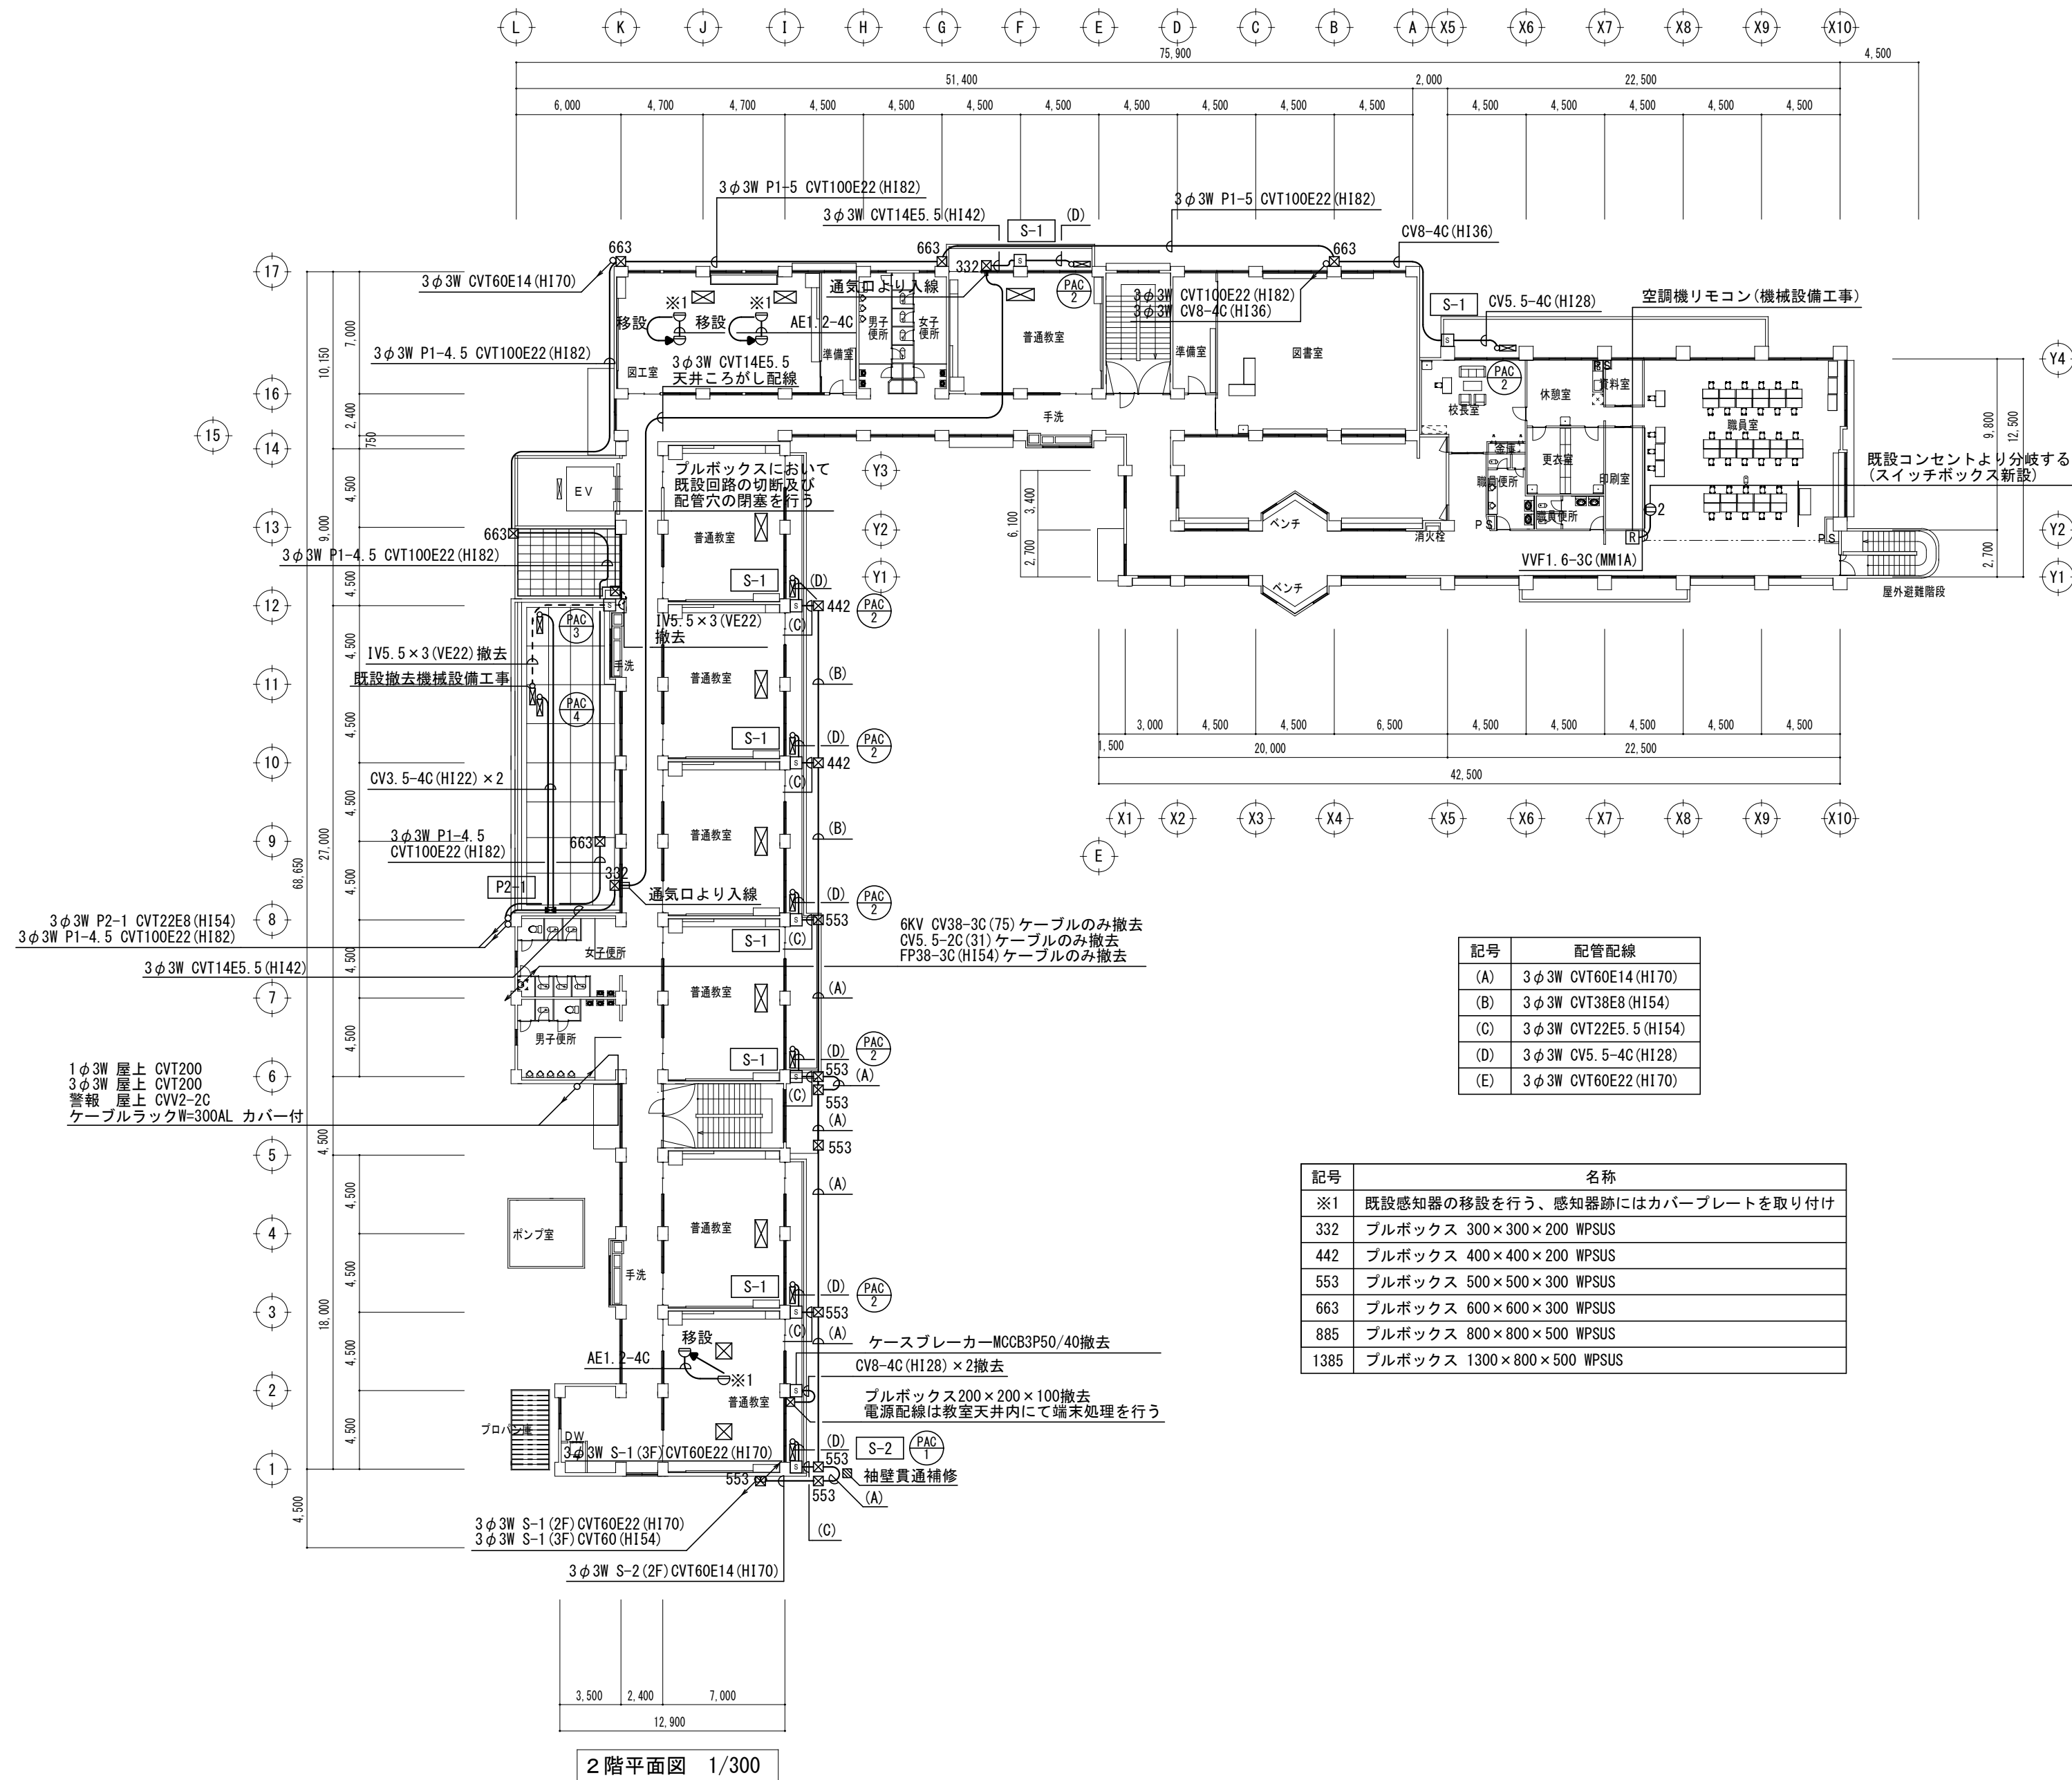 L K J I H G F E D C B A X5 X6 X7 X8 X9 X10
75,900 4,500
51,400 2,000 22,500
6,000 4,700 4,700 4,500 4,500 4,500 4,500 4,500 4,500 4,500 4,500 4,500 4,500 4,500 4,500 4,500
3φ3W P1-5 CVT100E22(HI82)
3φ3W CVT14E5.5(HI42)
S-1
(D)
3φ3W P1-5 CVT100E22(HI82)
CV8-4C(HI36)
663
663
663
17
3φ3W CVT60E14(HI70)
332
通気口より入線
PAC
2
3φ3W CVT100E22(HI82)
3φ3W CV8-4C(HI36)
S-1
CV5.5-4C(HI28)
空調機リモコン(機械設備工事)
※1
※1
移設
移設
AE1.2-4C
男子
便所
女子
便所
普通教室
準備室
準備室
図書室
3φ3W P1-4.5 CVT100E22(HI82)
図工室
3φ3W CVT14E5.5
天井ころがし配線
PAC
2
校長室
休憩室
資料室
職員室
Y4
7,000
10,150
2,400
750
16
15
14
手洗
金庫
職員便所
更衣室
印刷室
職員便所
PS
PS
9,800
12,500
既設コンセントより分岐する
(スイッチボックス新設)
2
R
プルボックスにおいて
既設回路の切断及び
配管穴の閉塞を行う
EV
Y3
Y2
Y1
3,400
6,100
2,700
ベンチ
ベンチ
消火栓
VVF1.6-3C(MM1A)
屋外避難階段
Y2
2,700
Y1
4,500
9,000
4,500
13
663
3φ3W P1-4.5 CVT100E22(HI82)
普通教室
S-1
(D)
12
442
PAC
2
(C)
PAC
3
IV5.5×3(VE22)
撤去
IV5.5×3(VE22)撤去
既設撤去機械設備工事
手洗
11
PAC
4
普通教室
(B)
S-1
(D)
PAC
2
10
442
(C)
CV3.5-4C(HI22)×2
3φ3W P1-4.5
CVT100E22(HI82)
9
663
普通教室
(B)
332
P2-1
通気口より入線
(D)
PAC
2
8
553
(C)
S-1
3φ3W P2-1 CVT22E8(HI54)
3φ3W P1-4.5 CVT100E22(HI82)
3φ3W CVT14E5.5(HI42)
女子便所
6KV CV38-3C(75)ケーブルのみ撤去
CV5.5-2C(31)ケーブルのみ撤去
FP38-3C(HI54)ケーブルのみ撤去
7
普通教室
(A)
男子便所
S-1
(D)
PAC
2
6
553
(A)
(C)
553
(A)
553
1φ3W 屋上 CVT200
3φ3W 屋上 CVT200
警報 屋上 CVV2-2C
ケーブルラックW=300AL カバー付
5
4,500
4,500
4,500
4,500
4,500
4,500
4,500
4,500
4,500
4,500
4,500
4,500
4,500
27,000
68,650
18,000
(A)
4
ポンプ室
普通教室
手洗
S-1
(D)
PAC
2
3
553
(C)
(A)
移設
AE1.2-4C
※1
ケースブレーカーMCCB3P50/40撤去
CV8-4C(HI28)×2撤去
プルボックス200×200×100撤去
電源配線は教室天井内にて端末処理を行う
2
普通教室
プロパン庫
DW
3φ3W S-1(3F)CVT60E22(HI70)
(D)
S-2
PAC
1
1
553
553
553
袖壁貫通補修
(A)
(C)
3φ3W S-1(2F)CVT60E22(HI70)
3φ3W S-1(3F)CVT60(HI54)
3φ3W S-2(2F)CVT60E14(HI70)
4,500
3,500 2,400 7,000
12,900
2階平面図 1/300
1,500 3,000 4,500 4,500 6,500 4,500 4,500 4,500 4,500 4,500
20,000 22,500
42,500
X1 X2 X3 X4 X5 X6 X7 X8 X9 X10
E
記号 配管配線
(A) 3φ3W CVT60E14(HI70)
(B) 3φ3W CVT38E8(HI54)
(C) 3φ3W CVT22E5.5(HI54)
(D) 3φ3W CV5.5-4C(HI28)
(E) 3φ3W CVT60E22(HI70)
記号 名称
※1 既設感知器の移設を行う、感知器跡にはカバープレートを取り付け
332 プルボックス 300×300×200 WPSUS
442 プルボックス 400×400×200 WPSUS
553 プルボックス 500×500×300 WPSUS
663 プルボックス 600×600×300 WPSUS
885 プルボックス 800×800×500 WPSUS
1385 プルボックス 1300×800×500 WPSUS